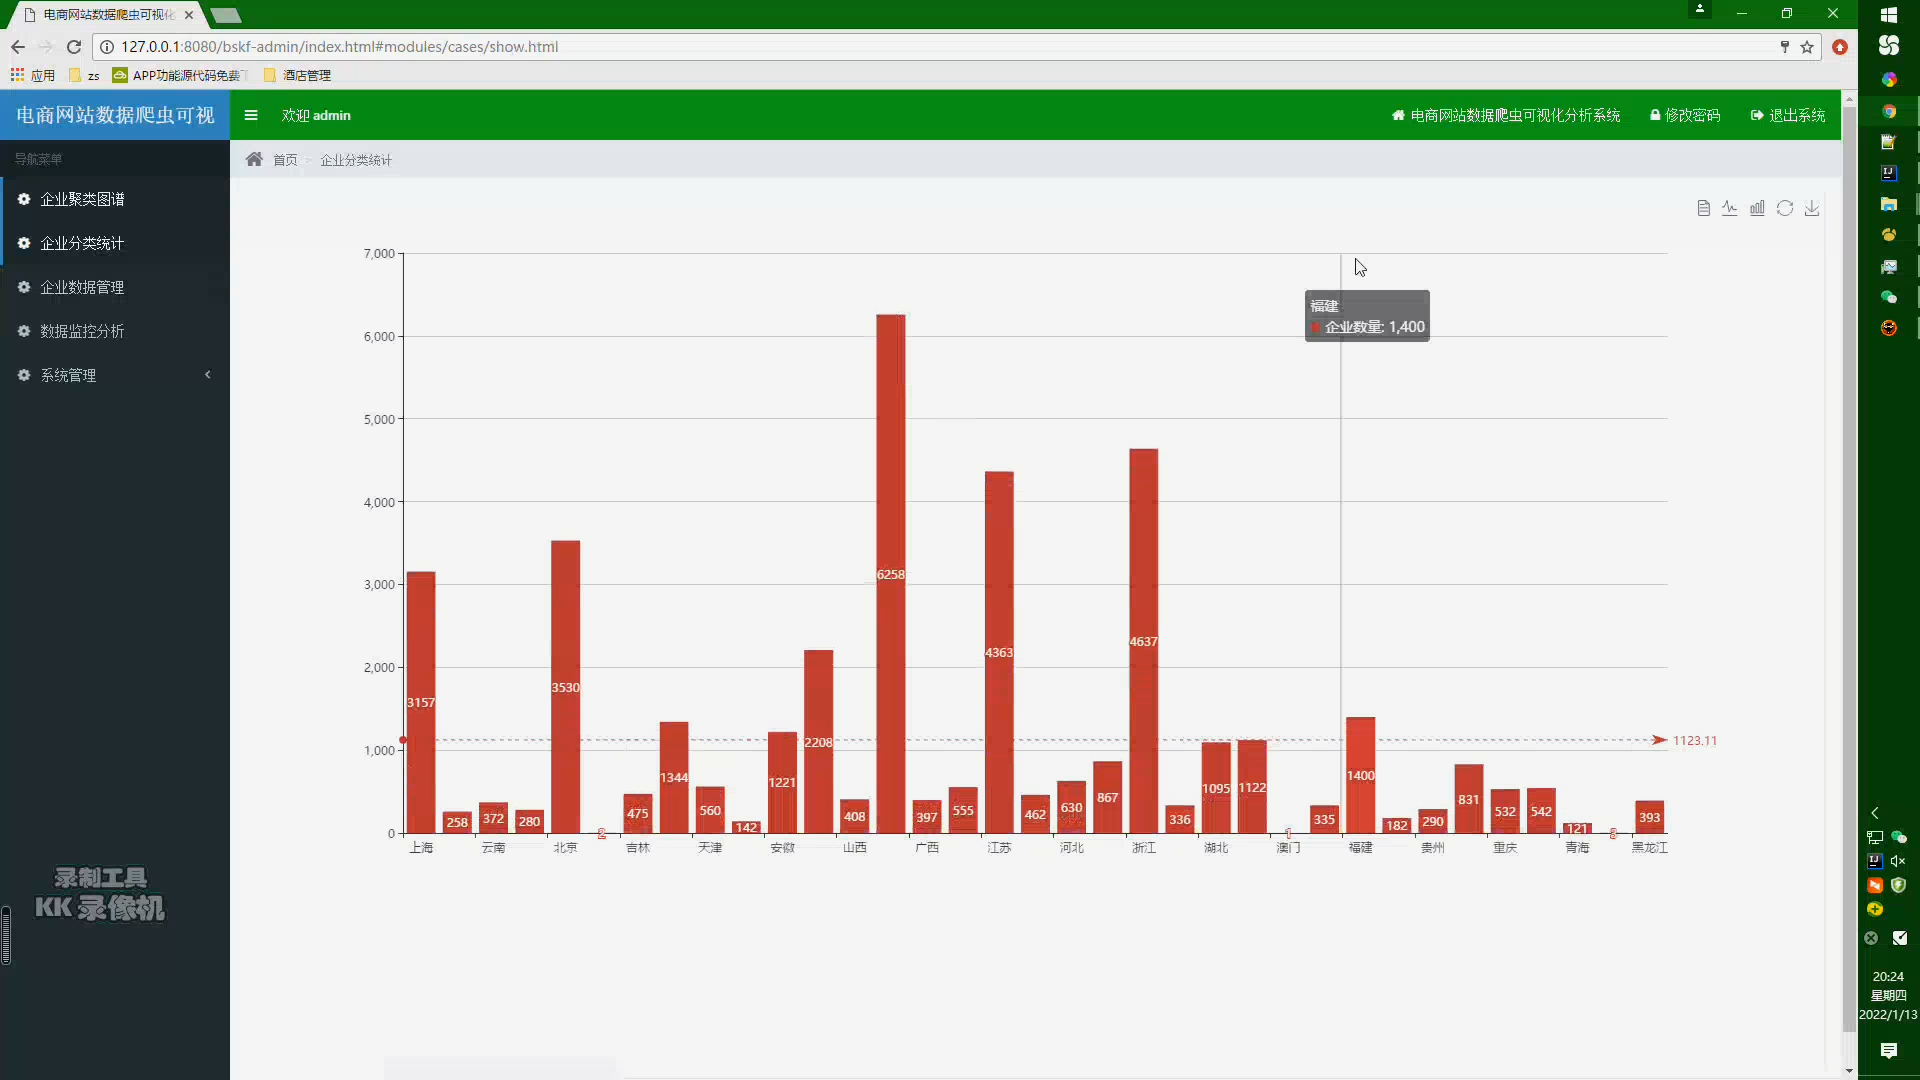 电商网站数据爬虫可视化
127.0.0.1:8080/bskf-admin/index.html#modules/cases/show.html
应用 zs APP功能源代码免费下 酒店管理
电商网站数据爬虫可视
欢迎 admin
电商网站数据爬虫可视化分析系统 修改密码 退出系统
导航菜单
首页 > 企业分类统计
企业聚类图谱
企业分类统计
企业数据管理
数据监控分析
系统管理
7,000
6,000
5,000
4,000
3,000
2,000
1,000
0
福建
企业数量: 1,400
3157 258 372 280 3530 2 475 1344 560 142 1221 2208 408 6258 397 555 4363 462 630 867 4637 336 1095 1122 1 335 1400 182 290 831 532 542 121 393
1123.11
上海 云南 北京 吉林 天津 安徽 山西 广西 江苏 河北 浙江 湖北 澳门 福建 贵州 重庆 青海 黑龙江
录制工具
KK 录像机
20:24
星期四
2022/1/13